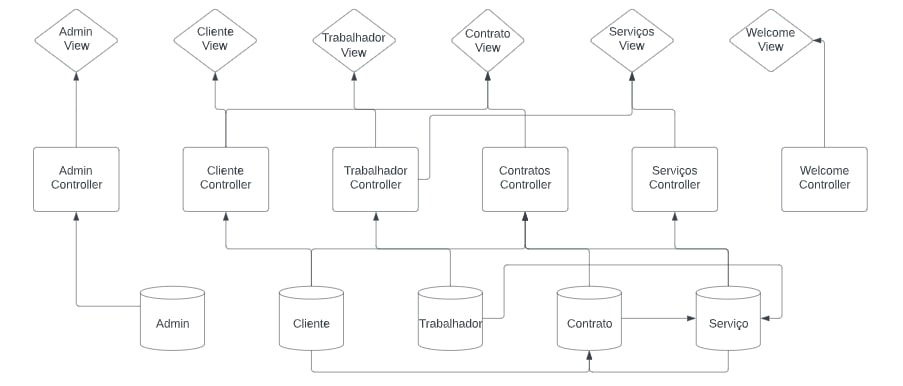 Admin
View
Cliente
View
Trabalhador
View
Contrato
View
Serviços
View
Welcome
View
Admin
Controller
Cliente
Controller
Trabalhador
Controller
Contratos
Controller
Serviços
Controller
Welcome
Controller
Admin
Cliente
Trabalhador
Contrato
Serviço